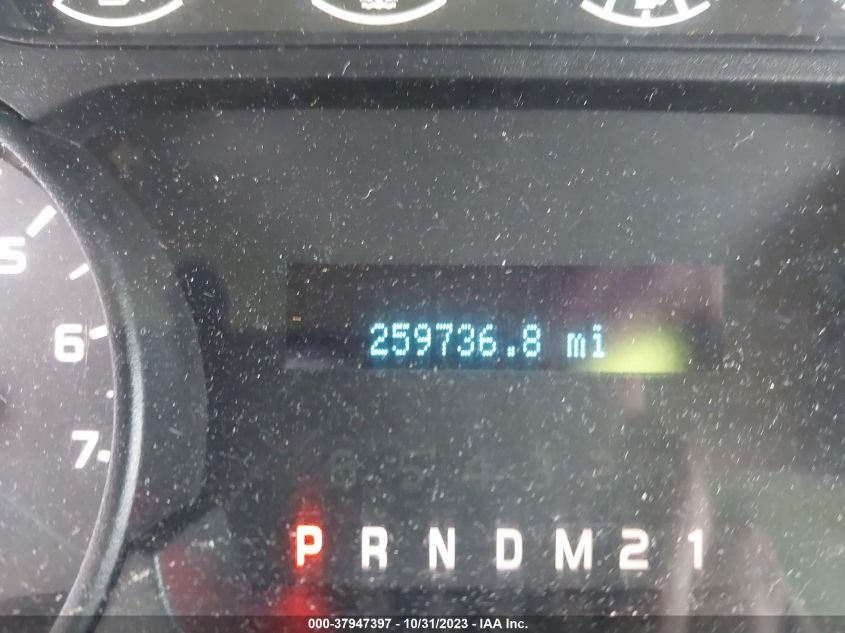 5
6
7
259736.8 mi
P R N D M 2 1
000-37947397 - 10/31/2023 - IAA Inc.